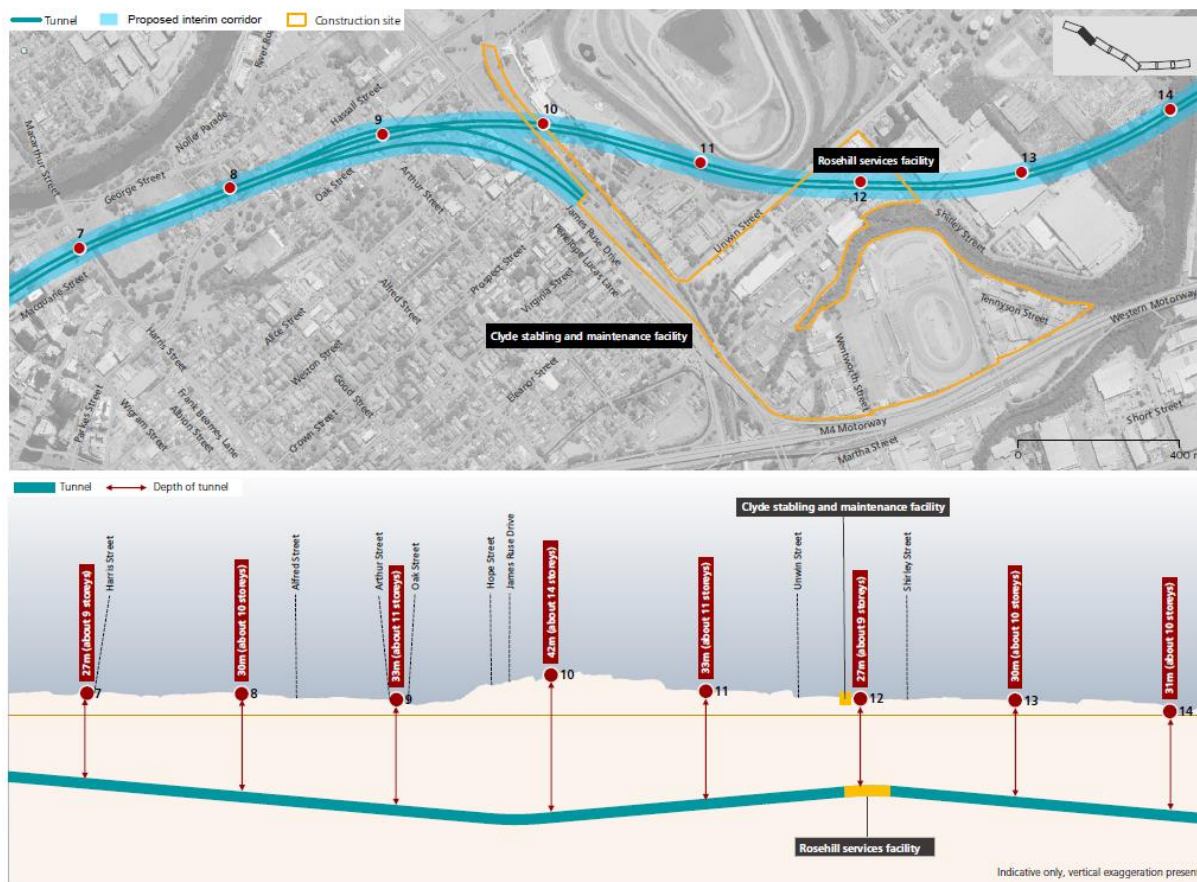 Tunnel
Proposed interim corridor
Construction site
River Roa
Hassall Street
Noller Parade
Macarthur Street
George Street
7
8
9
10
11
12
13
14
Oak Street
Arthur Street
Rosehill services facility
Unwin Street
Shirley Street
James Ruse Drive
Penelope Lucas Lane
Macquarie Street
Prospect Street
Virginia Street
Alfred Street
Tennyson Street
Western Motorway
Clyde stabling and maintenance facility
Harris Street
Alice Street
Weston Street
Good Street
Eleanor Street
Wentworth Street
Frank Beames Lane
Albion Street
Wigram Street
Parkes Street
Crown Street
M4 Motorway
Martha Street
Short Street
0
400 m
Tunnel
Depth of tunnel
Clyde stabling and maintenance facility
27m (about 9 storeys)
Harris Street
30m (about 10 storeys)
Alfred Street
Arthur Street
33m (about 11 storeys)
Oak Street
Hope Street
James Ruse Drive
42m (about 14 storeys)
33m (about 11 storeys)
Unwin Street
27m (about 9 storeys)
Shirley Street
30m (about 10 storeys)
31m (about 10 storeys)
7
8
9
10
11
12
13
14
Rosehill services facility
Indicative only, vertical exaggeration present